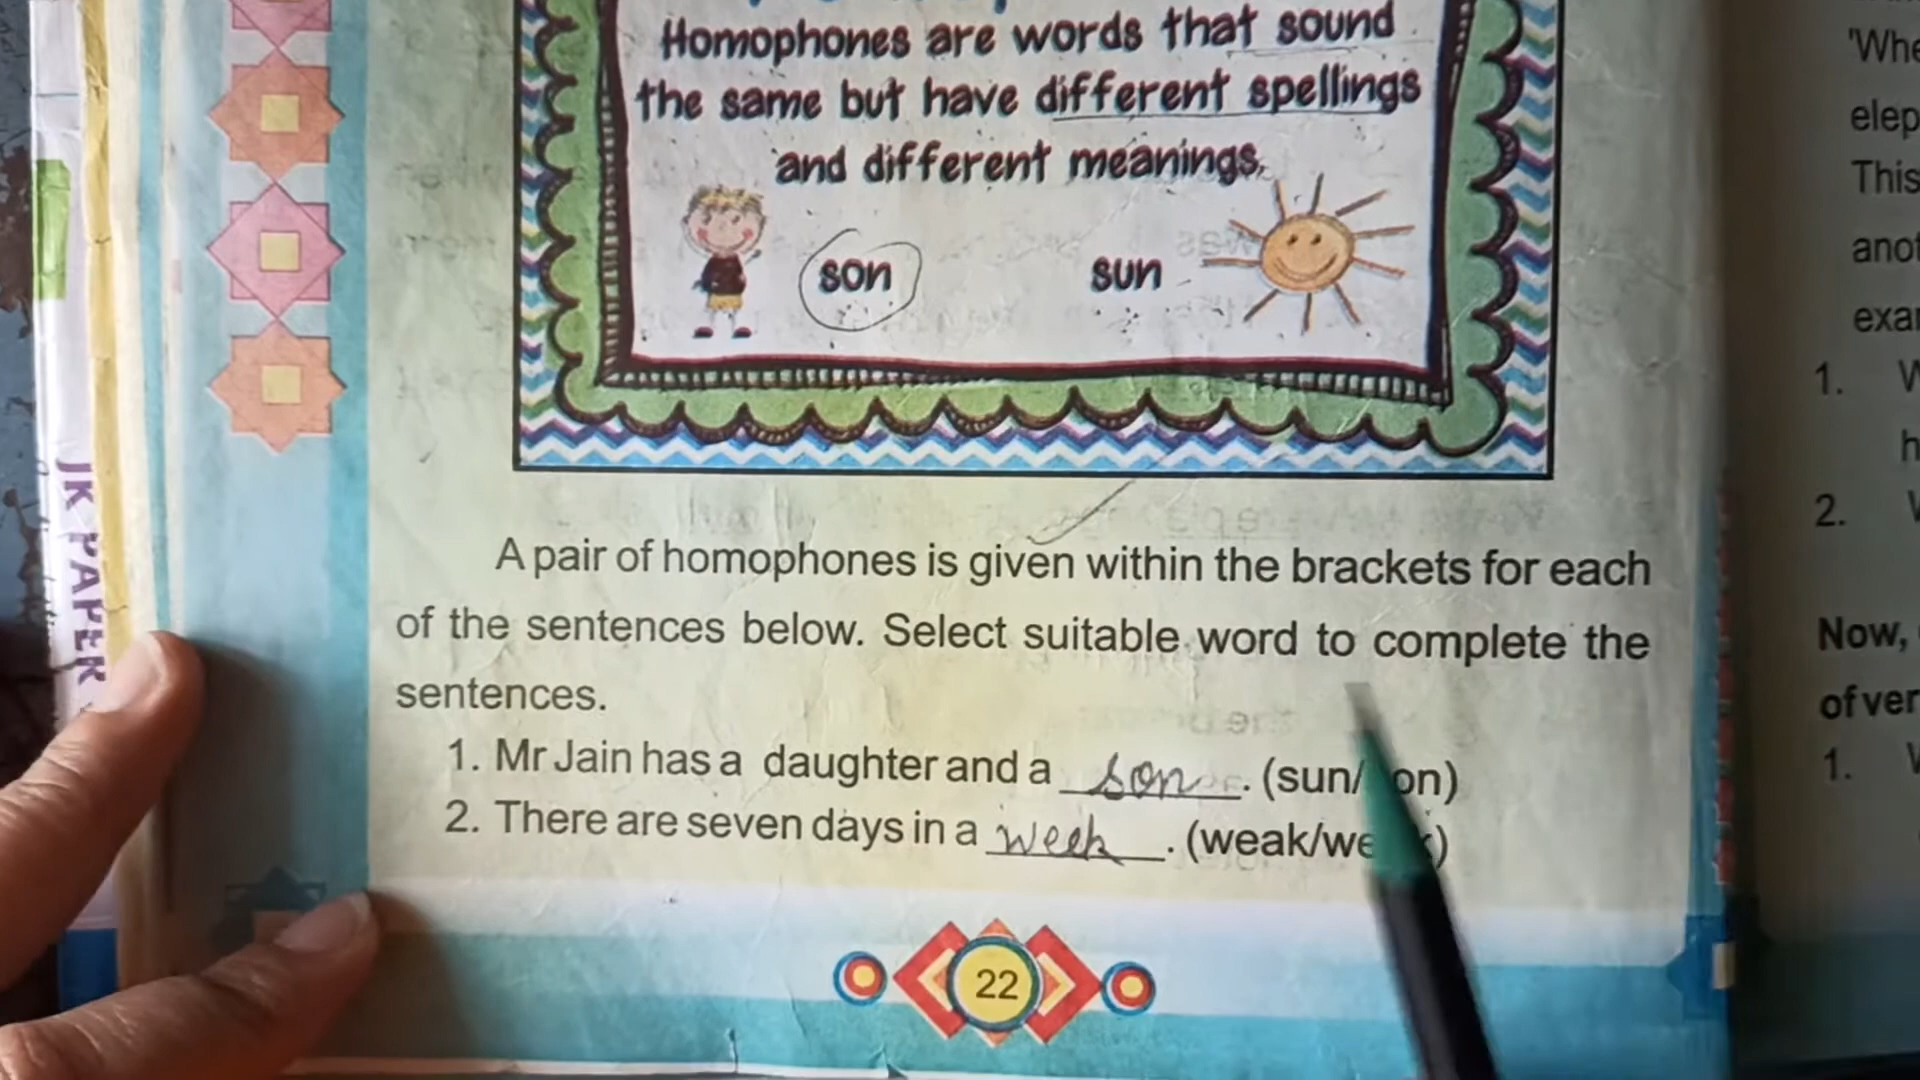 Homophones are words that sound
the same but have different spellings
and different meanings.
son sun
A pair of homophones is given within the brackets for each
of the sentences below. Select suitable word to complete the
sentences.
1. Mr Jain has a daughter and a son. (sun/ on)
2. There are seven days in a week. (weak/we )
22
JK PAPER
'Whe
elep
This
anot
exar
1. W
h
2.
Now,
of ver
1.